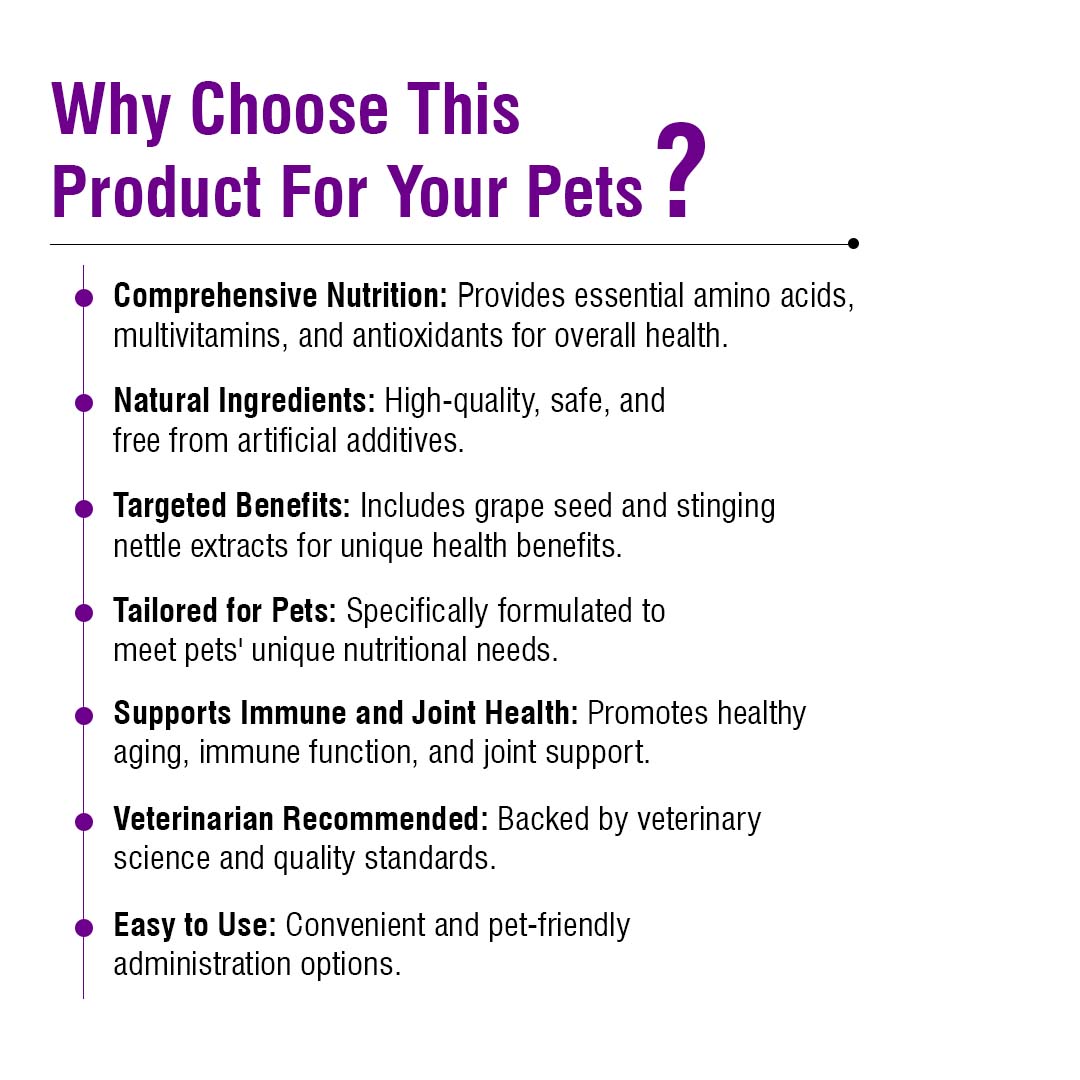 Why Choose This
Product For Your Pets?
Comprehensive Nutrition: Provides essential amino acids,
multivitamins, and antioxidants for overall health.
Natural Ingredients: High-quality, safe, and
free from artificial additives.
Targeted Benefits: Includes grape seed and stinging
nettle extracts for unique health benefits.
Tailored for Pets: Specifically formulated to
meet pets' unique nutritional needs.
Supports Immune and Joint Health: Promotes healthy
aging, immune function, and joint support.
Veterinarian Recommended: Backed by veterinary
science and quality standards.
Easy to Use: Convenient and pet-friendly
administration options.